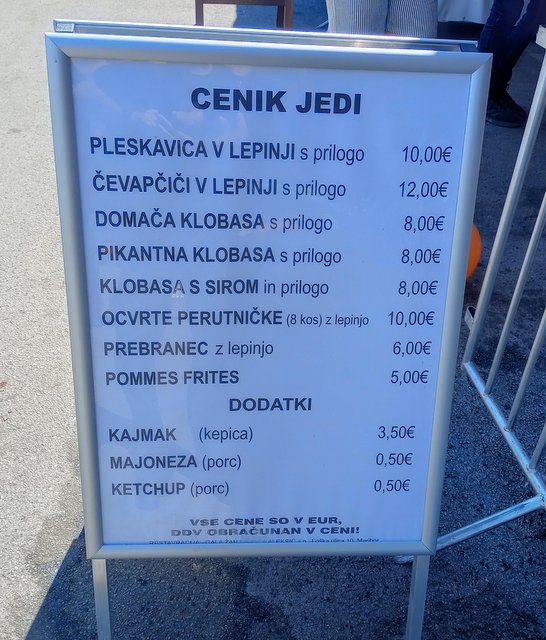 CENIK JEDI
PLESKAVICA V LEPINJI s prilogo 10,00€
ČEVAPČIČI V LEPINJI s prilogo 12,00€
DOMAČA KLOBASA s prilogo 8,00€
PIKANTNA KLOBASA s prilogo 8,00€
KLOBASA S SIROM in prilogo 8,00€
OCVRTE PERUTNIČKE (8 kos) z lepinjo 10,00€
PREBRANEC z lepinjo 6,00€
POMMES FRITES 5,00€
DODATKI
KAJMAK (kepica) 3,50€
MAJONEZA (porc) 0,50€
KETCHUP (porc) 0,50€
VSE CENE SO V EUR,
DDV OBRAČUNAN V CENI!